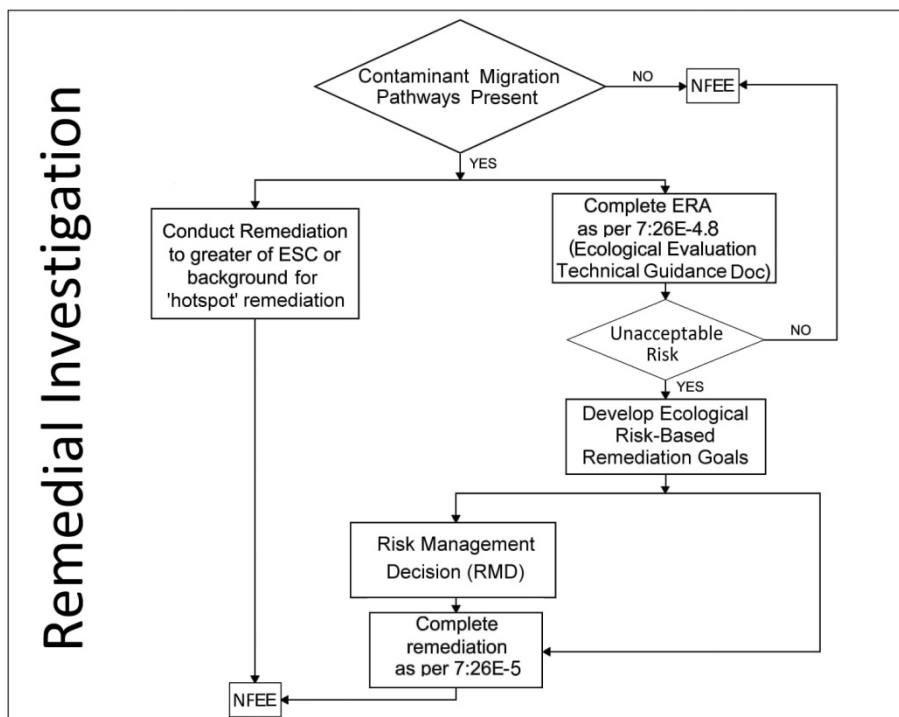 Remedial Investigation
Contaminant Migration
Pathways Present
NO
NFEE
YES
Conduct Remediation
to greater of ESC or
background for
'hotspot' remediation
Complete ERA
as per 7:26E-4.8
(Ecological Evaluation
Technical Guidance Doc)
Unacceptable
Risk
NO
YES
Develop Ecological
Risk-Based
Remediation Goals
Risk Management
Decision (RMD)
Complete
remediation
as per 7:26E-5
NFEE